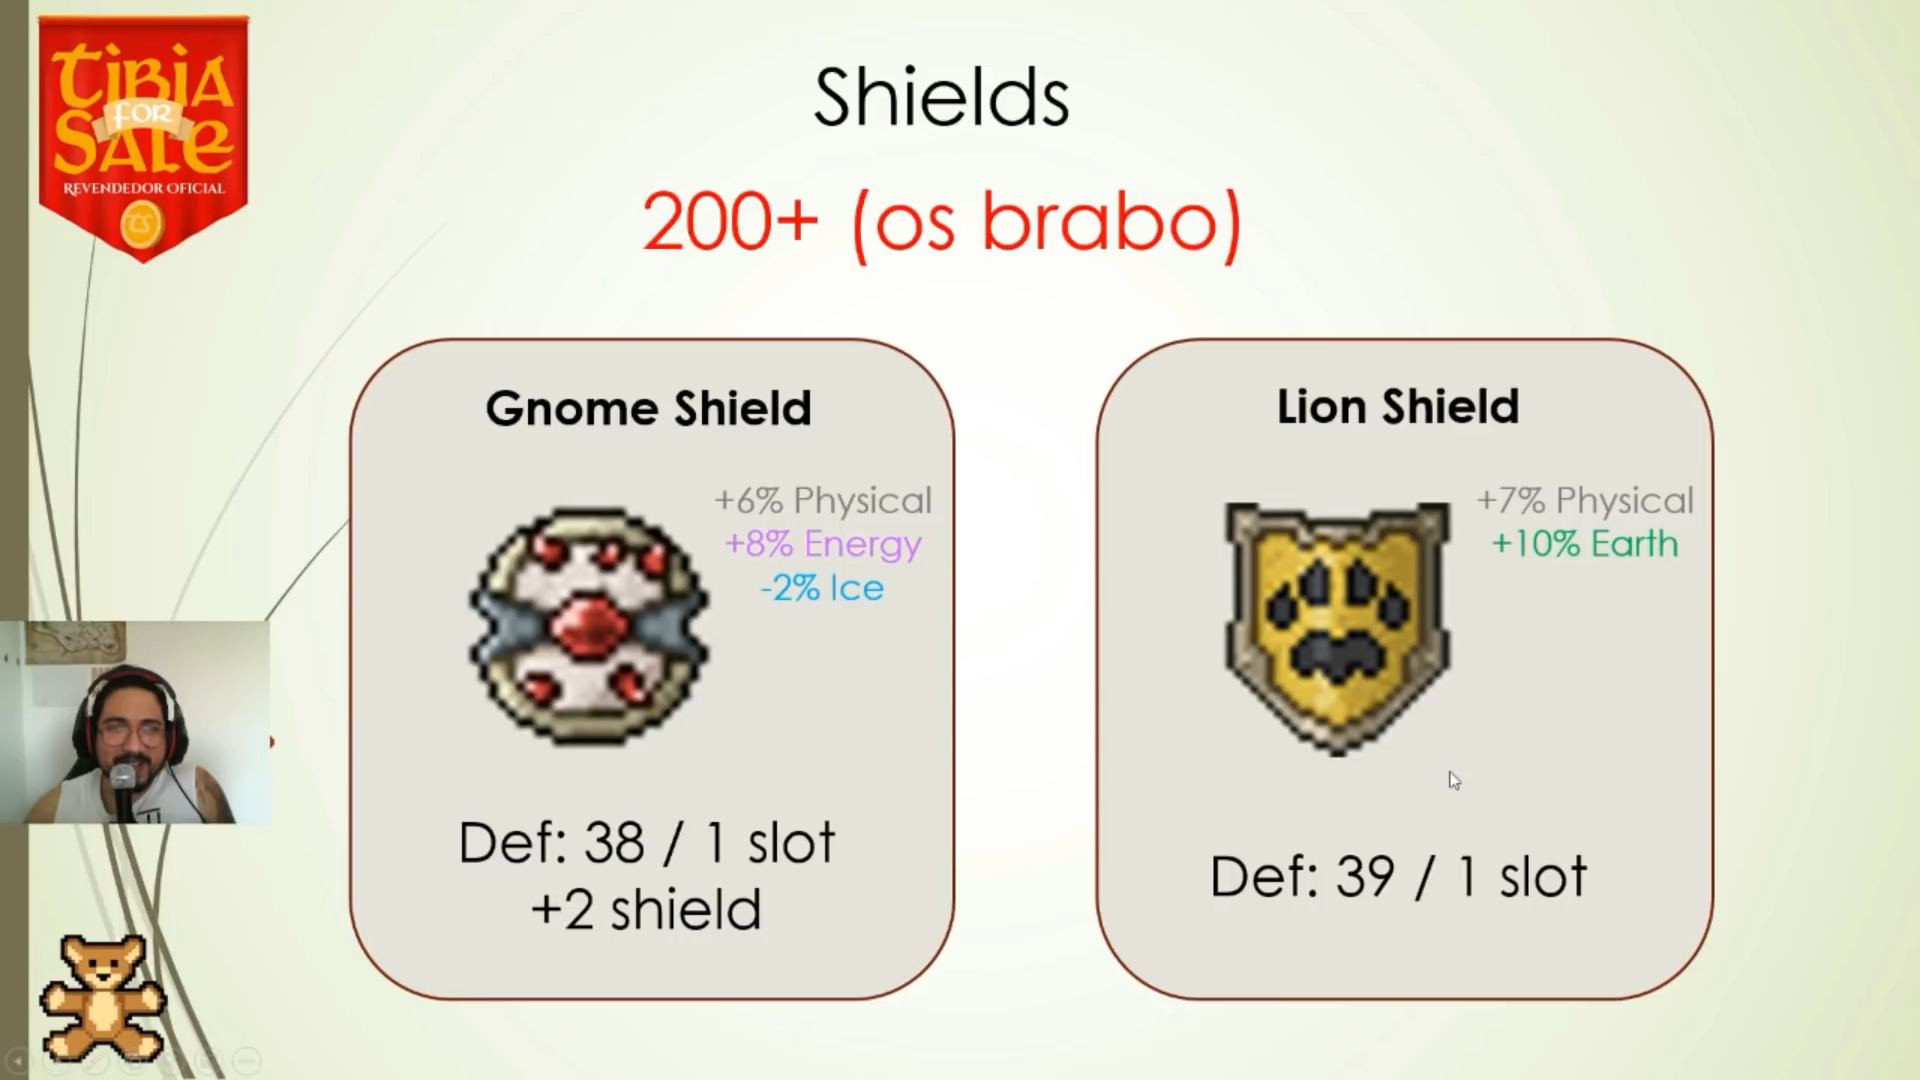 TIBIA
FOR
SALE
REVENDEDOR OFICIAL
Shields
200+ (os brabo)
Gnome Shield
+6% Physical
+8% Energy
-2% Ice
Def: 38 / 1 slot
+2 shield
Lion Shield
+7% Physical
+10% Earth
Def: 39 / 1 slot